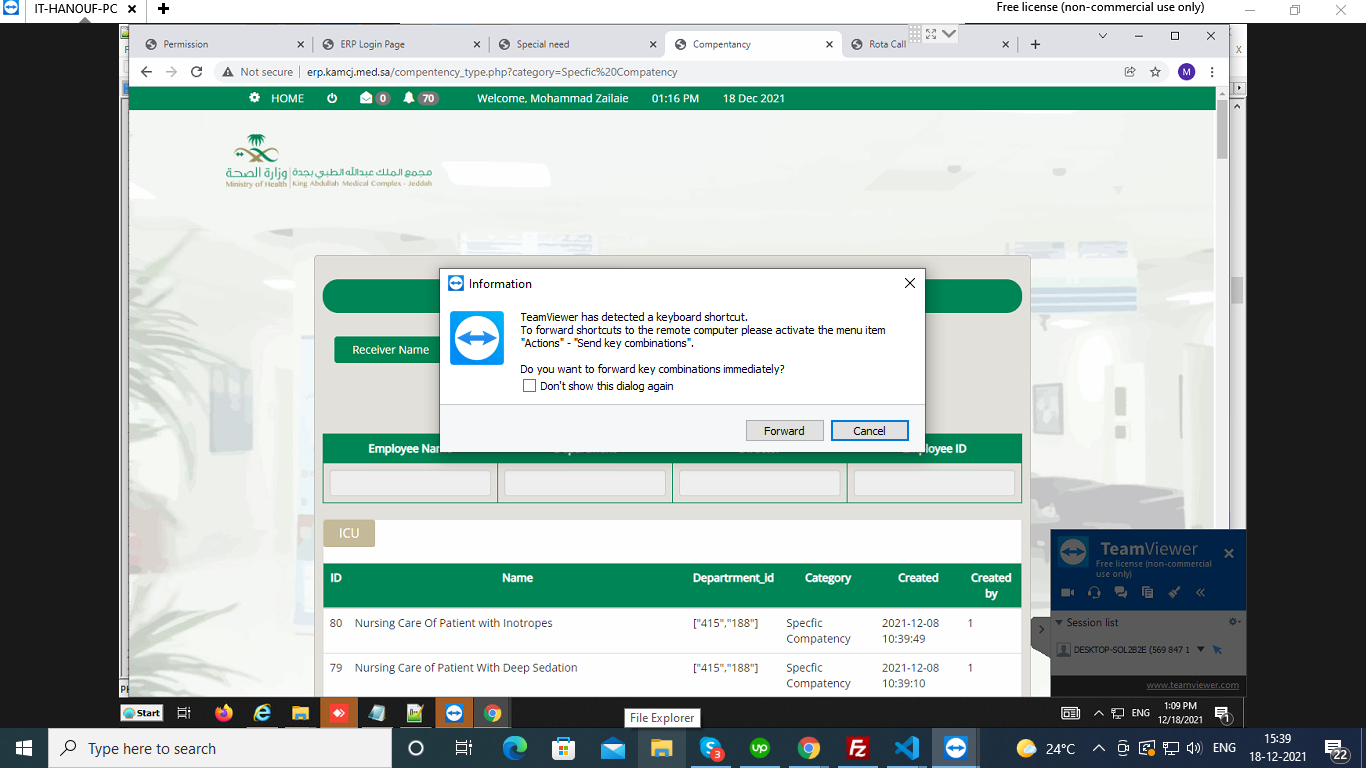 IT-HANOUF-PC
Free license (non-commercial use only)
Permission
ERP Login Page
Special need
Compentancy
Rota Call
Not secure
erp.kamcj.med.sa/compentency_type.php?category=Specfic%20Compatency
M
HOME
0
70
Welcome, Mohammad Zailaie
01:16 PM
18 Dec 2021
وزارة الصحة
مجمع الملك عبدالله الطبي بجدة
Ministry of Health
King Abdullah Medical Complex - Jeddah
Information
TeamViewer has detected a keyboard shortcut.
To forward shortcuts to the remote computer please activate the menu item
"Actions" - "Send key combinations".
Do you want to forward key combinations immediately?
Don't show this dialog again
Forward
Cancel
Receiver Name
Employee ID
ICU
ID Name Departrment_id Category Created Created
by
80 Nursing Care Of Patient with Inotropes ["415","188"] Specfic 2021-12-08 1
Compatency 10:39:49
79 Nursing Care of Patient With Deep Sedation ["415","188"] Specfic 2021-12-08 1
Compatency 10:39:10
TeamViewer
Free license (non-commercial
use only)
Session list
DESKTOP-SOL2B2E (569 847 1
www.teamviewer.com
Start
File Explorer
ENG
1:09 PM
12/18/2021
1
Type here to search
3
up
Fz
24°C
ENG
15:39
18-12-2021
22